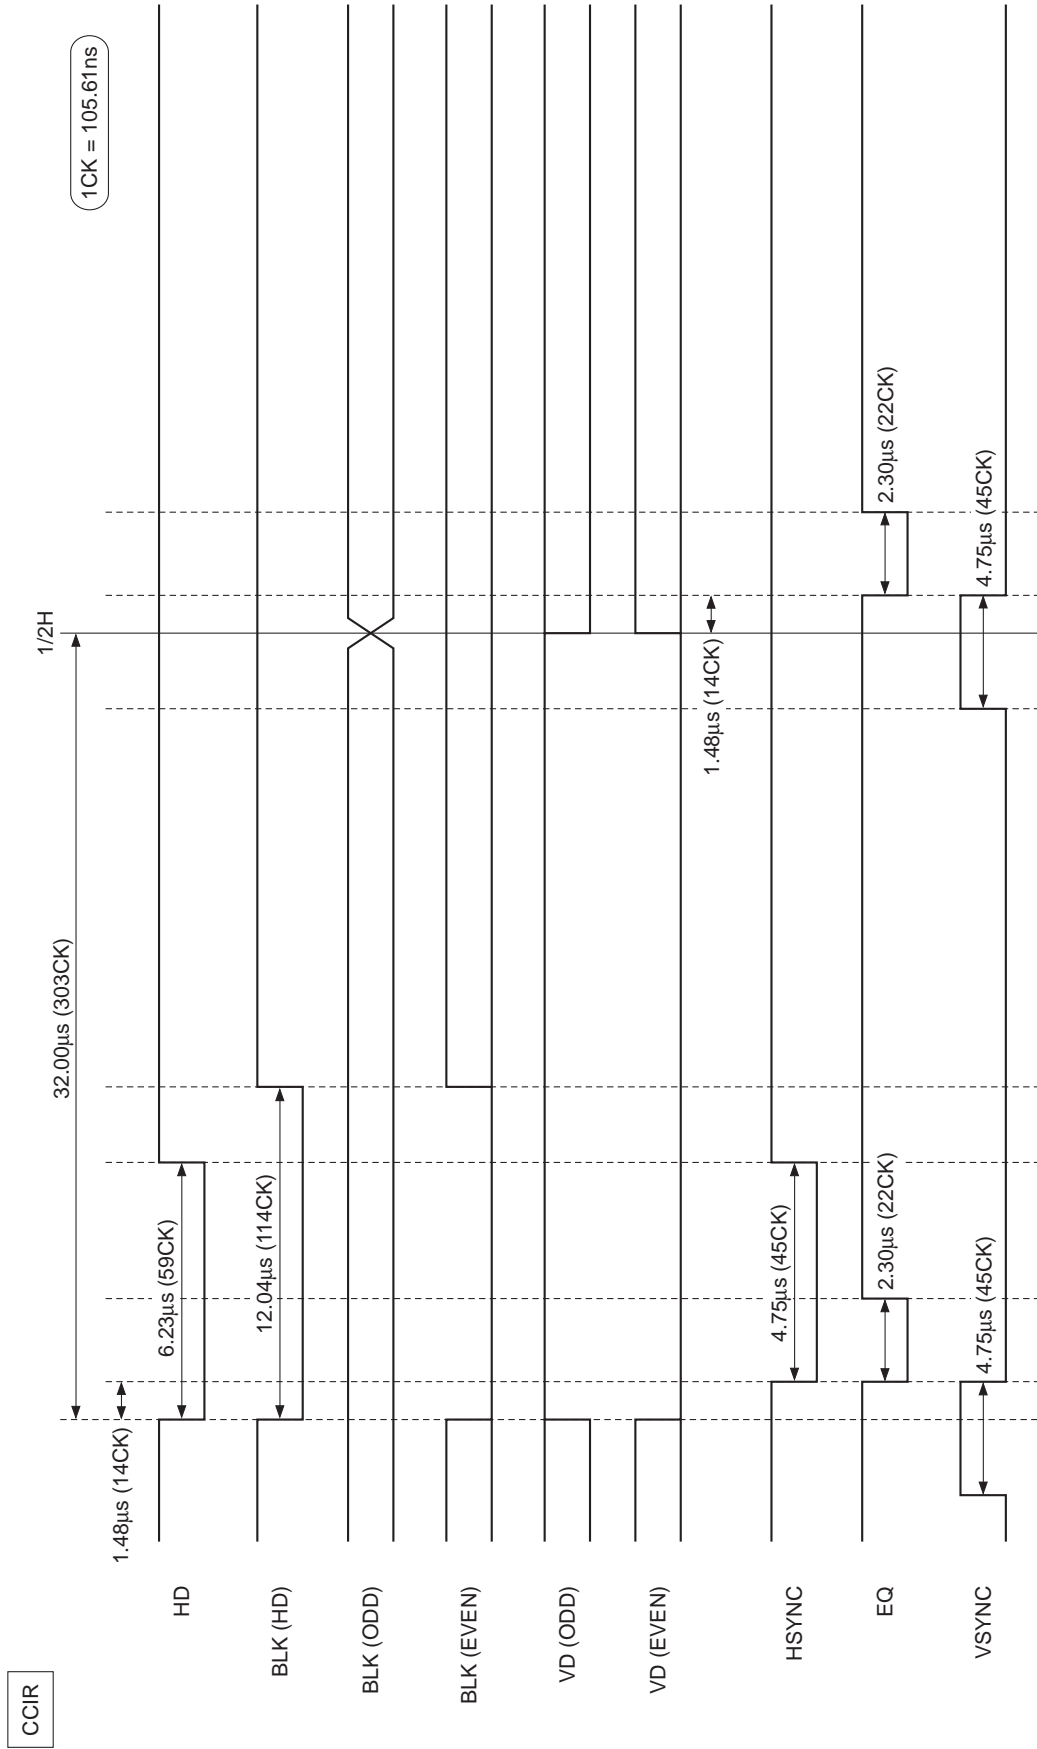 CCIR
1CK = 105.61ns
1/2H
32.00μs (303CK)
1.48μs (14CK)
HD
6.23μs (59CK)
BLK (HD)
12.04μs (114CK)
BLK (ODD)
BLK (EVEN)
VD (ODD)
VD (EVEN)
1.48μs (14CK)
HSYNC
4.75μs (45CK)
EQ
2.30μs (22CK)
2.30μs (22CK)
VSYNC
4.75μs (45CK)
4.75μs (45CK)